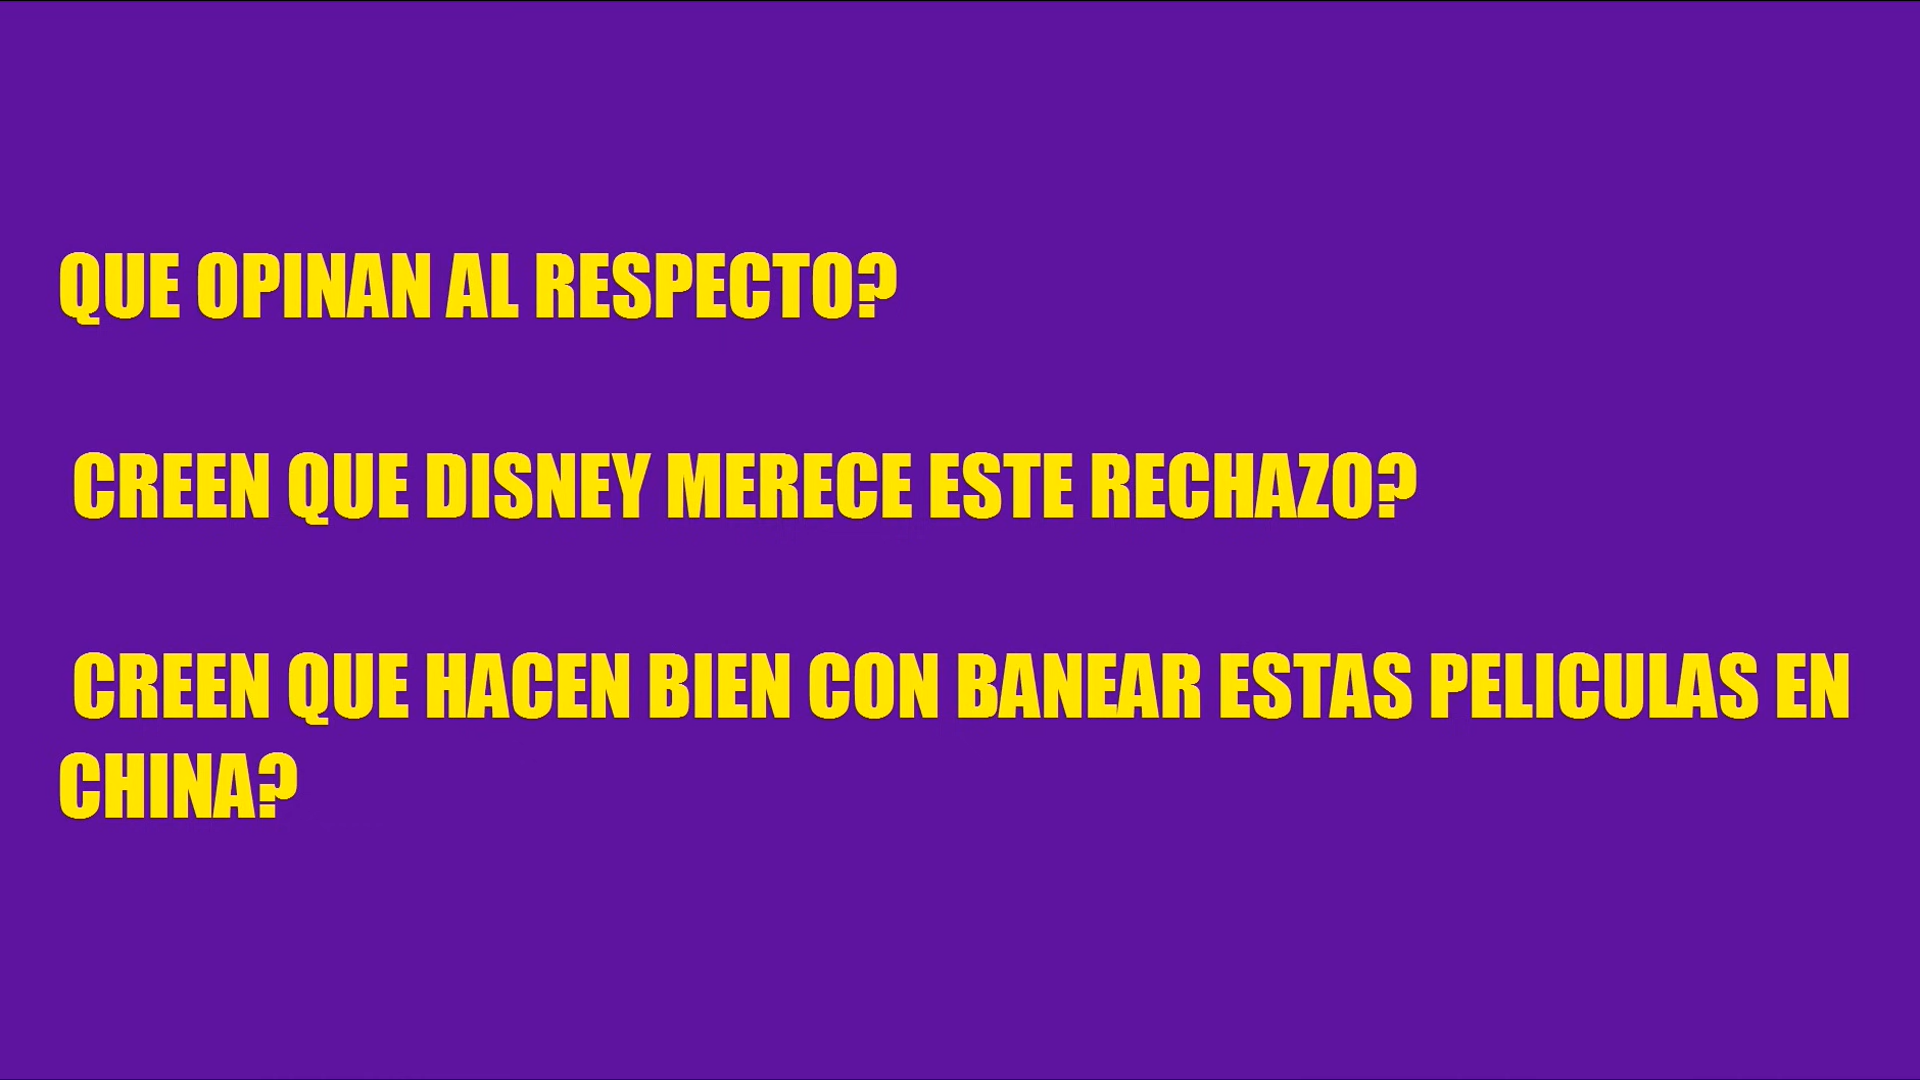 QUE OPINAN AL RESPECTO?
CREEN QUE DISNEY MERECE ESTE RECHAZO?
CREEN QUE HACEN BIEN CON BANEAR ESTAS PELICULAS EN
CHINA?